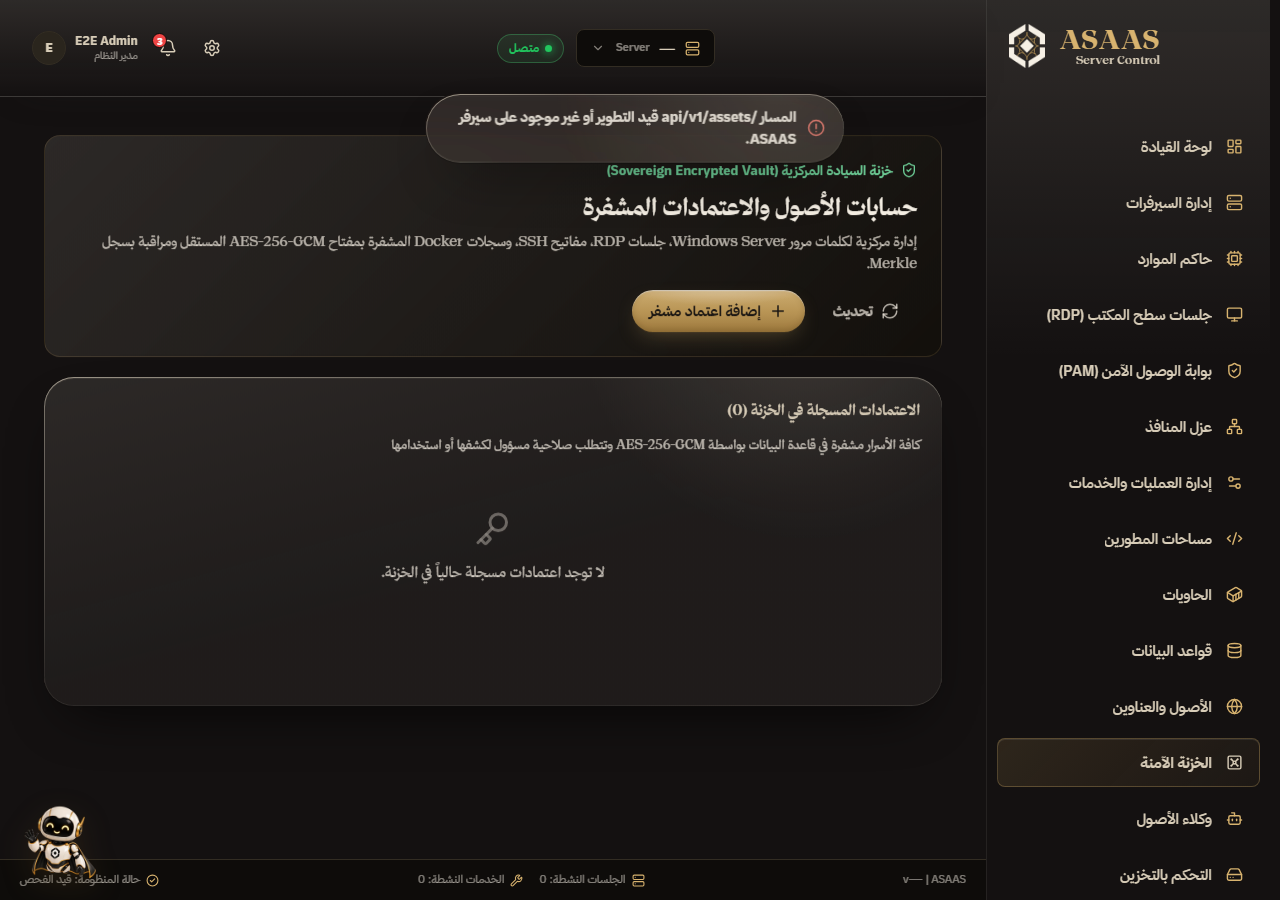 ASAAS
Server Control
Server —
متصل
3
E2E Admin
مدير النظام
E
المسار /api/v1/assets قيد التطوير أو غير موجود على سيرفر
ASAAS.
لوحة القيادة
إدارة السيرفرات
حاكم الموارد
جلسات سطح المكتب (RDP)
بوابة الوصول الآمن (PAM)
عزل المنافذ
إدارة العمليات والخدمات
مساحات المطورين
الحاويات
قواعد البيانات
الأصول والعناوين
الخزنة الآمنة
وكلاء الأصول
التحكم بالتخزين
خزنة السيادة المركزية (Sovereign Encrypted Vault)
حسابات الأصول والاعتمادات المشفرة
إدارة مركزية لكلمات مرور Windows Server، جلسات RDP، مفاتيح SSH، وسجلات Docker المشفرة بمفتاح AES-256-GCM المستقل ومراقبة بسجل
Merkle.
تحديث
إضافة اعتماد مشفر
الاعتمادات المسجلة في الخزنة (0)
كافة الأسرار مشفرة في قاعدة البيانات بواسطة AES-256-GCM وتتطلب صلاحية مسؤول لكشفها أو استخدامها
لا توجد اعتمادات مسجلة حالياً في الخزنة.
ASAAS | v—
الجلسات النشطة: 0
الخدمات النشطة: 0
حالة المنظومة: قيد الفحص